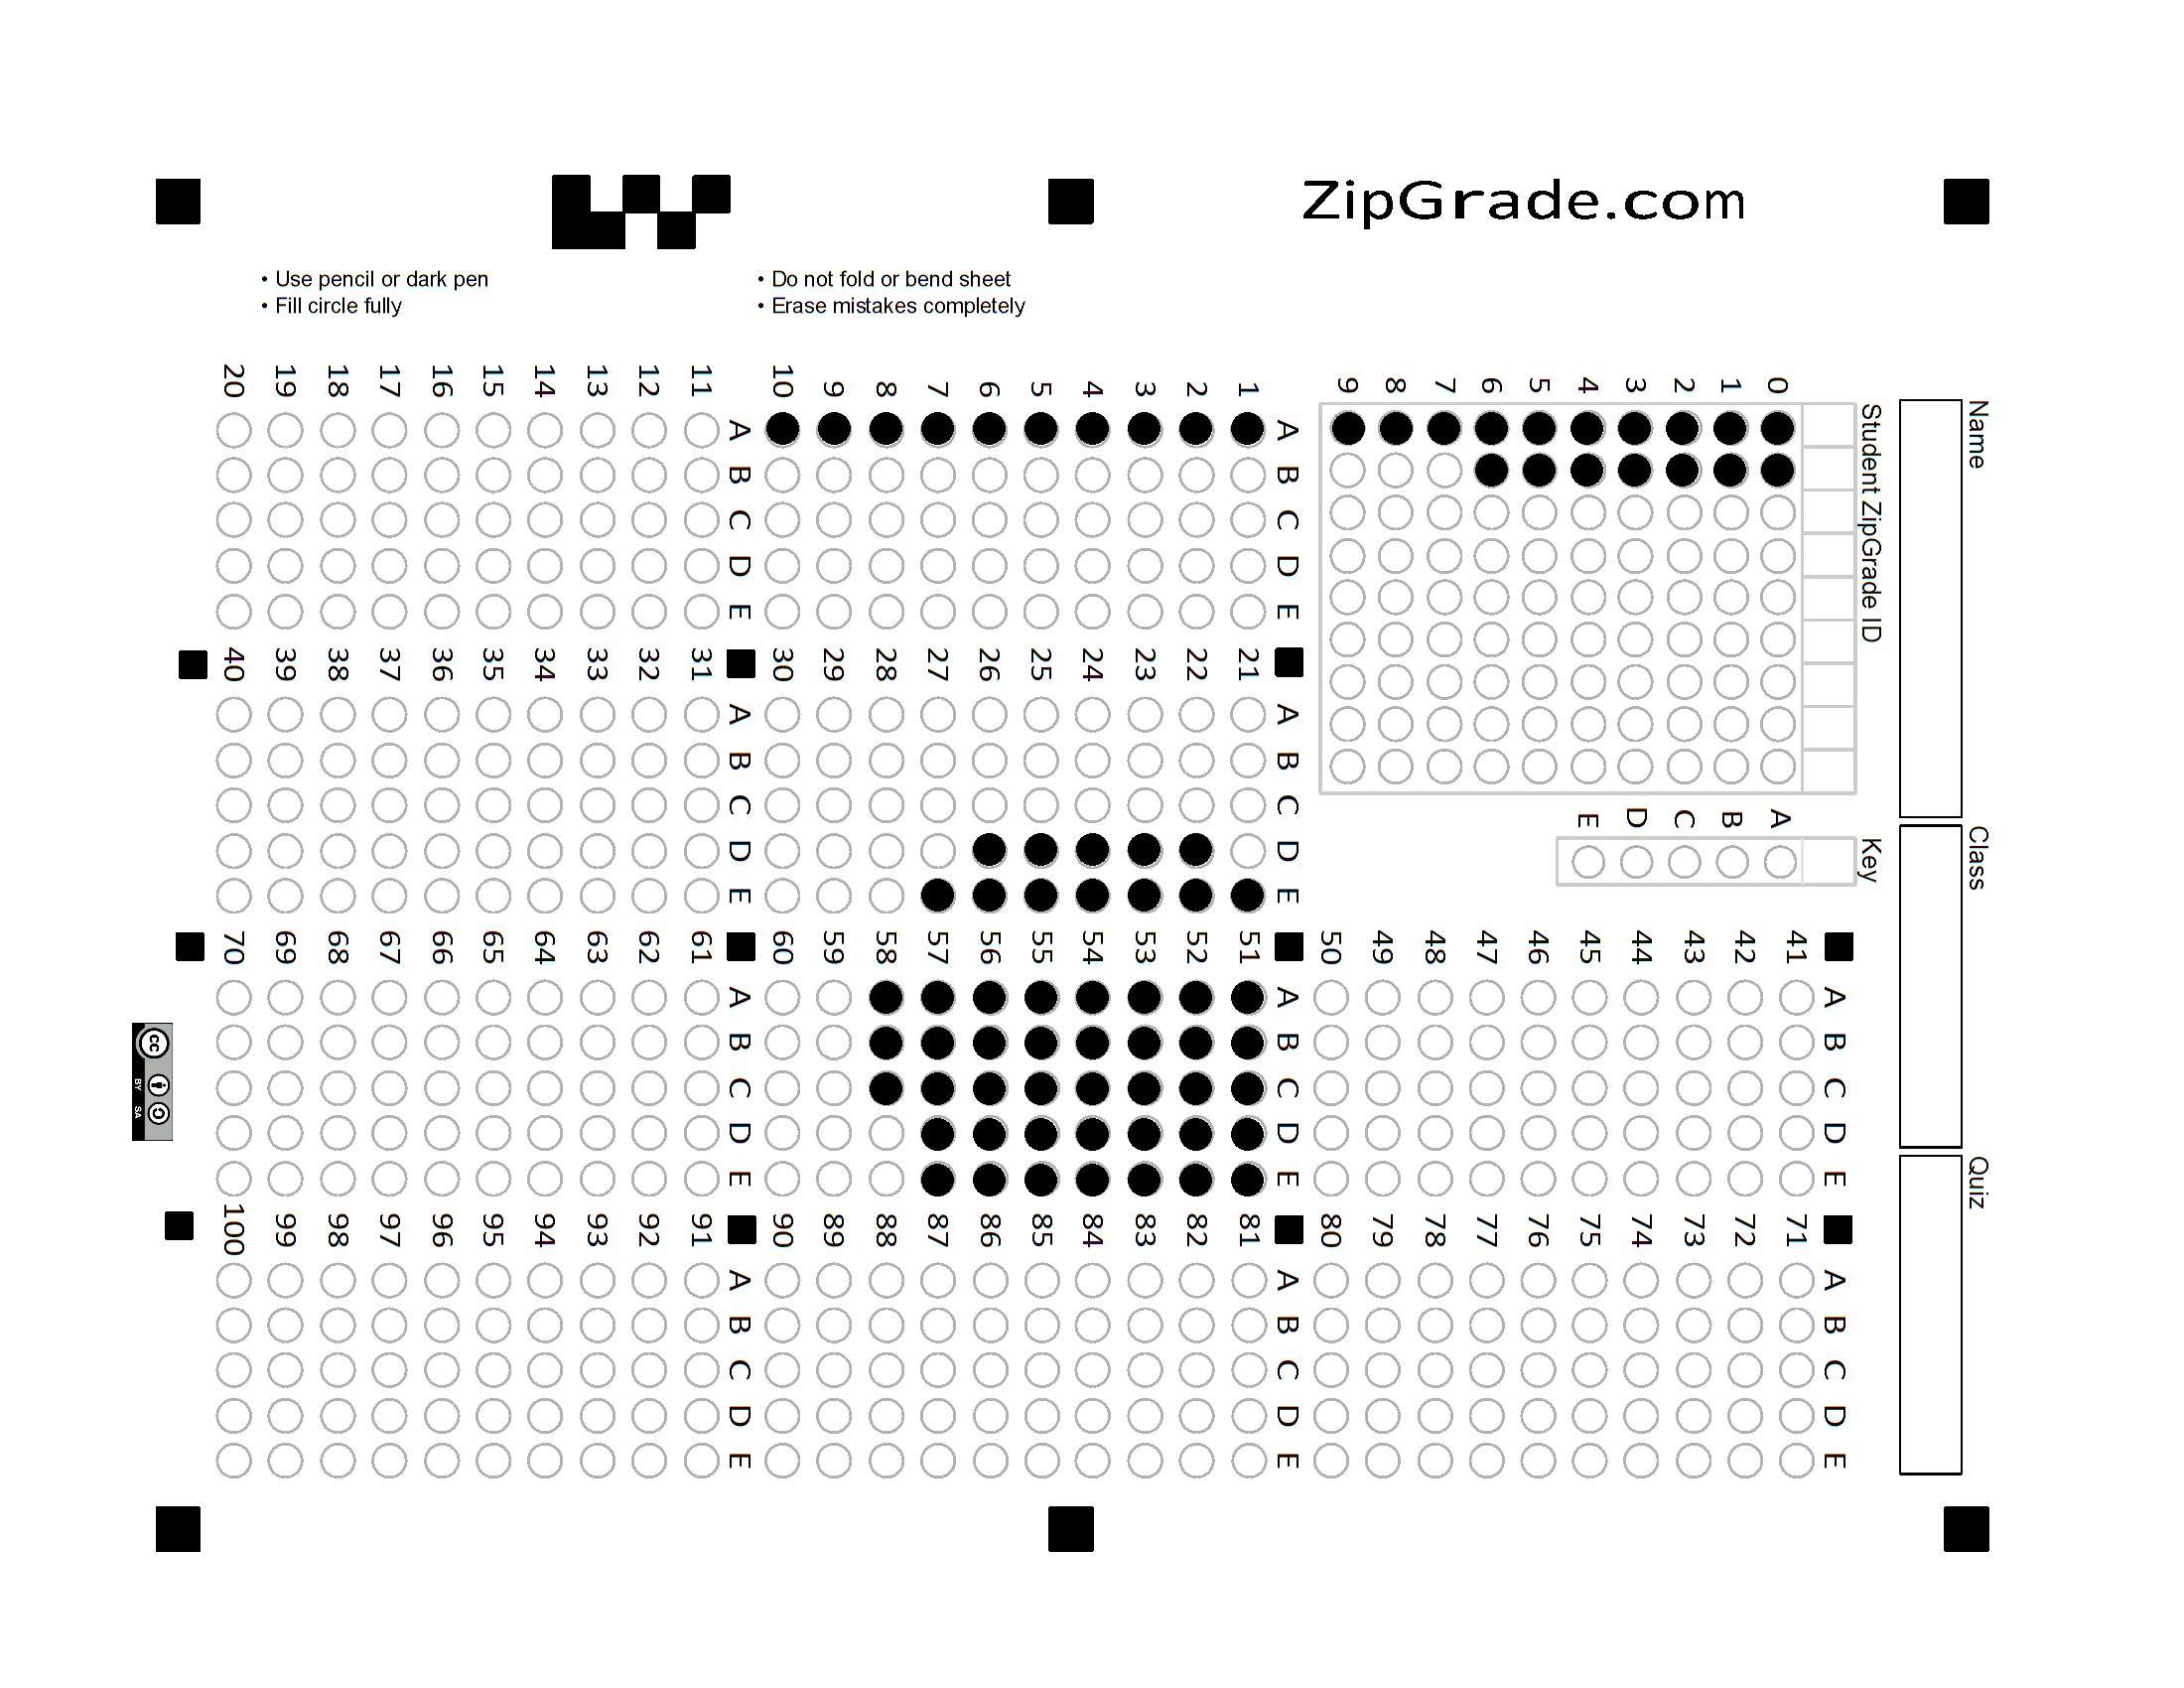 ZipGrade.com
• Use pencil or dark pen
• Fill circle fully
• Do not fold or bend sheet
• Erase mistakes completely
Name
Class
Quiz
Student ZipGrade ID
0 1 2 3 4 5 6 7 8 9
Key
A B C D E
1 2 3 4 5 6 7 8 9 10
A B C D E
11 12 13 14 15 16 17 18 19 20
A B C D E
21 22 23 24 25 26 27 28 29 30
A B C D E
31 32 33 34 35 36 37 38 39 40
A B C D E
41 42 43 44 45 46 47 48 49 50
A B C D E
51 52 53 54 55 56 57 58 59 60
A B C D E
61 62 63 64 65 66 67 68 69 70
A B C D E
71 72 73 74 75 76 77 78 79 80
A B C D E
81 82 83 84 85 86 87 88 89 90
A B C D E
91 92 93 94 95 96 97 98 99 100
A B C D E
cc
BY SA